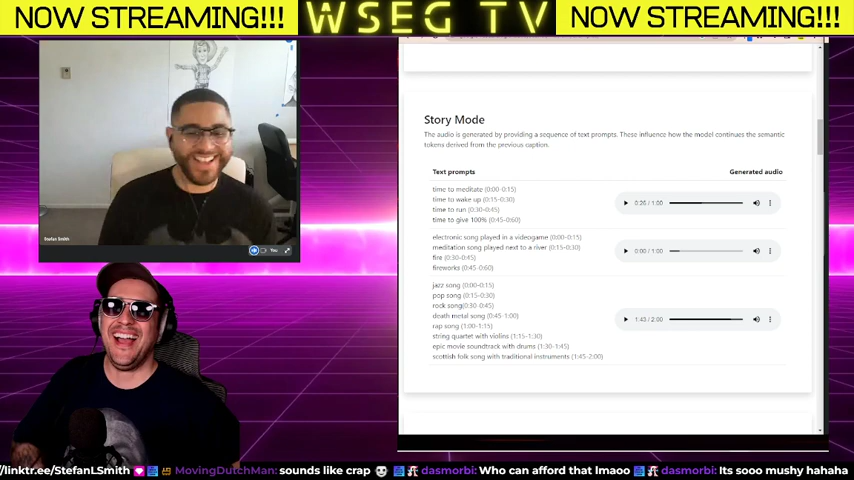 NOW STREAMING!!!
WSEG TV
NOW STREAMING!!!
Story Mode
The audio is generated by providing a sequence of text prompts. These influence how the model continues the semantic
tokens derived from the previous caption.
Text prompts
Generated audio
time to meditate (0:00-0:15)
time to wake up (0:15-0:30)
time to run (0:30-0:45)
time to give 100% (0:45-0:60)
0:26 / 1:00
electronic song played in a videogame (0:00-0:15)
meditation song played next to a river (0:15-0:30)
fire (0:30-0:45)
fireworks (0:45-0:60)
0:00 / 1:00
jazz song (0:00-0:15)
pop song (0:15-0:30)
rock song(0:30-0:45)
death metal song (0:45-1:00)
rap song (1:00-1:15)
string quartet with violins (1:15-1:30)
epic movie soundtrack with drums (1:30-1:45)
scottish folk song with traditional instruments (1:45-2:00)
1:43 / 2:00
Stefan Smith
You
/linktr.ee/StefanLSmith MovingDutchMan: sounds like crap dasmorbi: Who can afford that lmaoo dasmorbi: Its sooo mushy hahaha